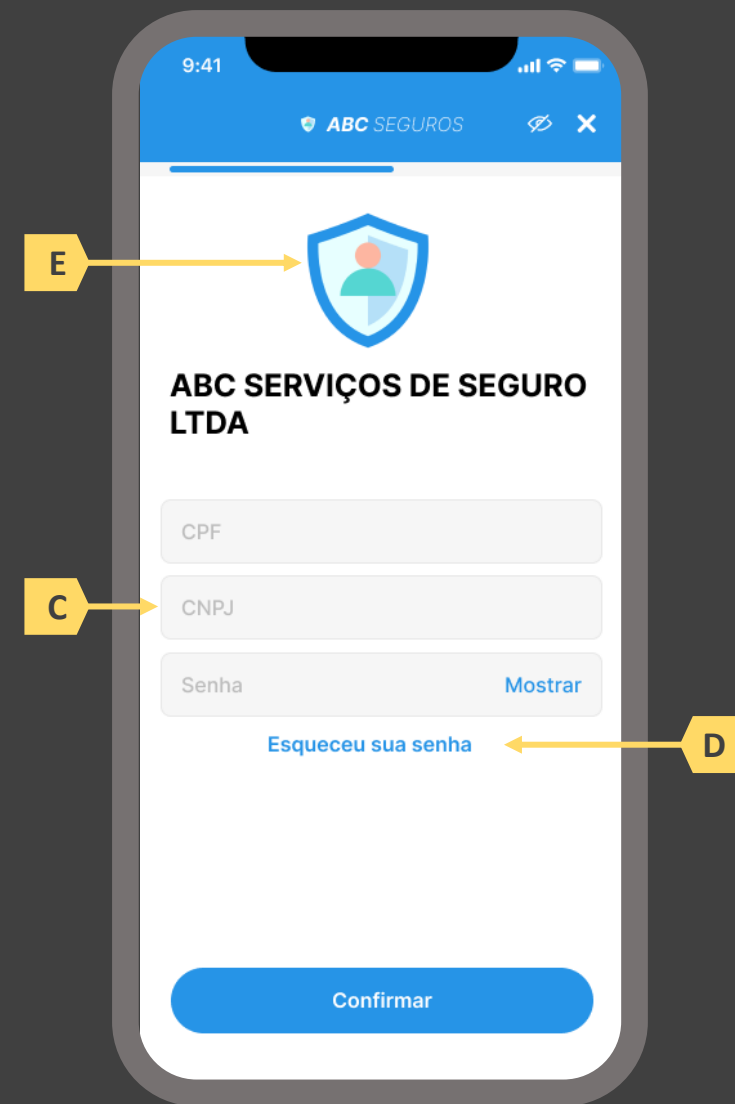 9:41
ABC SEGUROS
E
ABC SERVIÇOS DE SEGURO
LTDA
CPF
C
CNPJ
Senha
Mostrar
Esqueceu sua senha
D
Confirmar